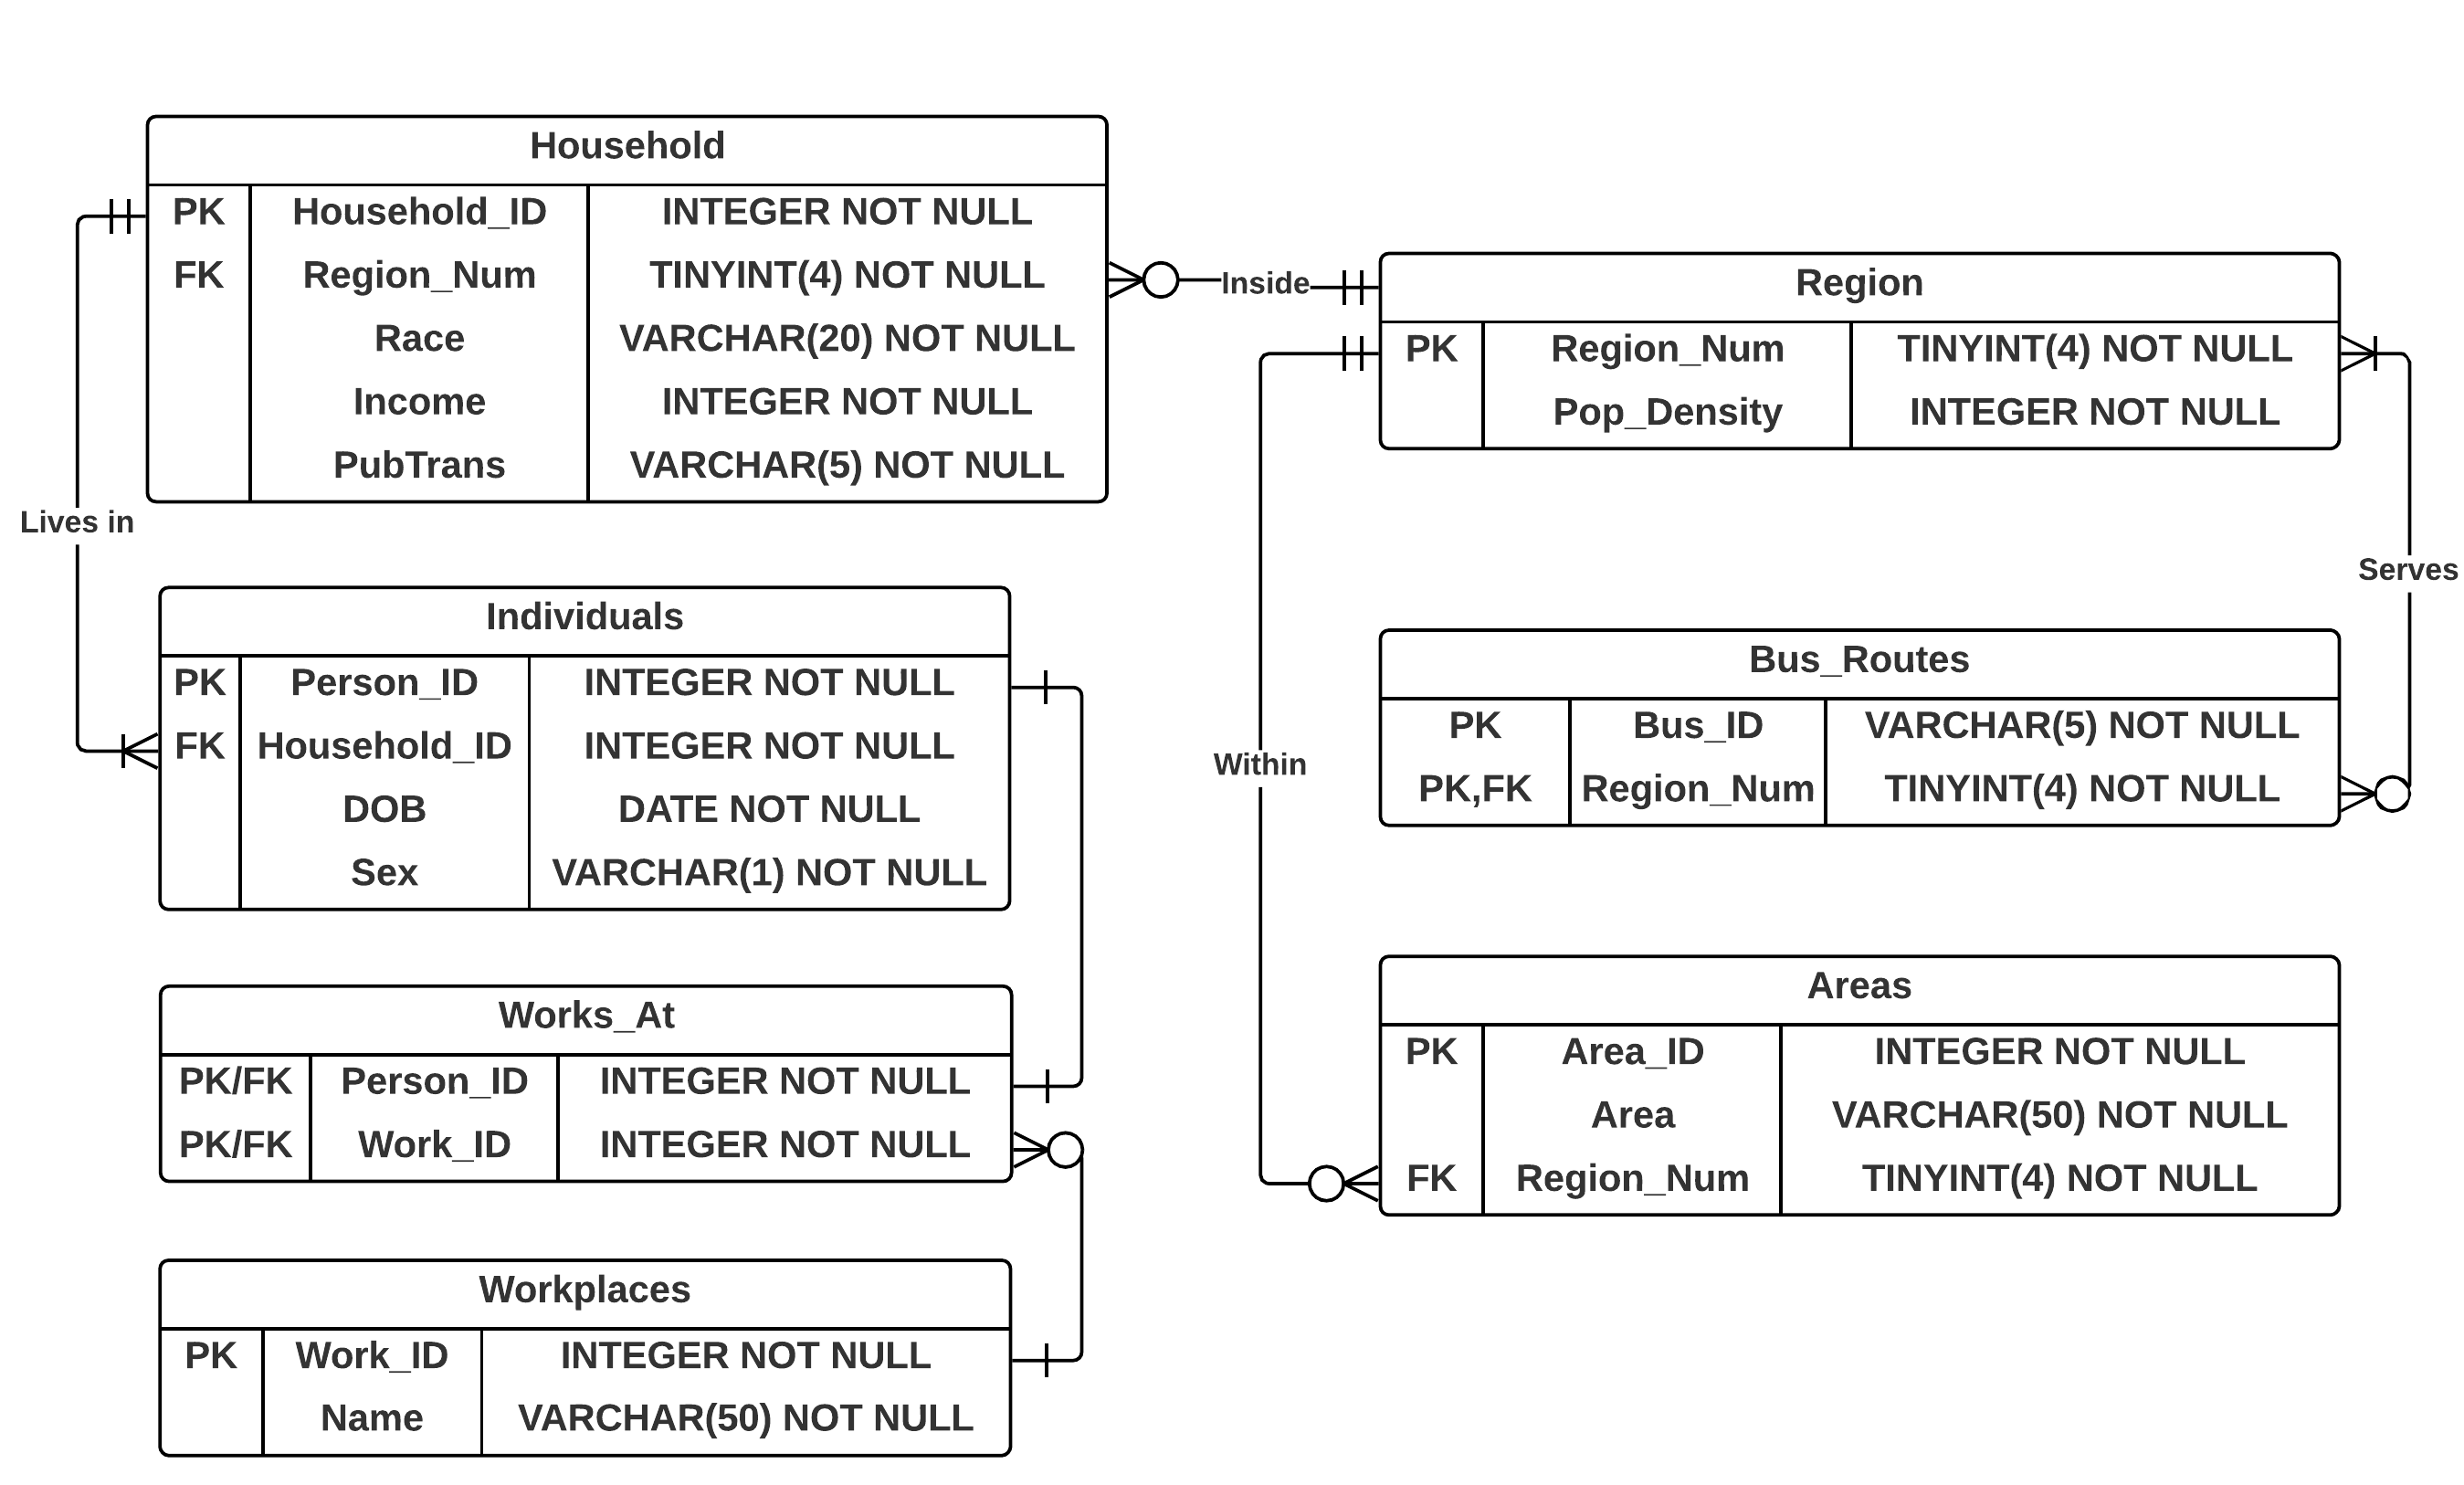 Household
PK Household_ID INTEGER NOT NULL
FK Region_Num TINYINT(4) NOT NULL
Race VARCHAR(20) NOT NULL
Income INTEGER NOT NULL
PubTrans VARCHAR(5) NOT NULL
Lives in
Inside
Individuals
PK Person_ID INTEGER NOT NULL
FK Household_ID INTEGER NOT NULL
DOB DATE NOT NULL
Sex VARCHAR(1) NOT NULL
Works_At
PK/FK Person_ID INTEGER NOT NULL
PK/FK Work_ID INTEGER NOT NULL
Workplaces
PK Work_ID INTEGER NOT NULL
Name VARCHAR(50) NOT NULL
Region
PK Region_Num TINYINT(4) NOT NULL
Pop_Density INTEGER NOT NULL
Serves
Within
Bus_Routes
PK Bus_ID VARCHAR(5) NOT NULL
PK,FK Region_Num TINYINT(4) NOT NULL
Areas
PK Area_ID INTEGER NOT NULL
Area VARCHAR(50) NOT NULL
FK Region_Num TINYINT(4) NOT NULL